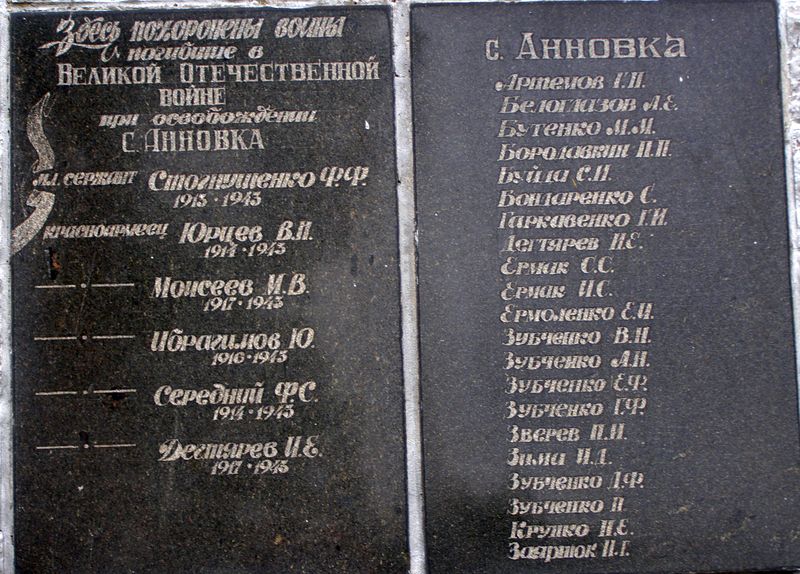 Здесь похоронены воины
погибшие в
Великой Отечественной
войне
при освобождении
с. Анновка
мл. сержант Стогнушенко Ф.Ф.
1913 · 1943
красноармеец Юрцев В.И.
1914 · 1943
—·— Моисеев М.В.
1917 · 1943
—·— Ибрагимов Ю.
1916 · 1943
—·— Середний Ф.С.
1914 · 1943
—·— Дегтярев И.Е.
1917 · 1943
с. Анновка
Артемов Г.П.
Белоглазов А.Е.
Бутенко М.М.
Бородавкин П.П.
Буйла С.П.
Бондаренко С.
Гаркавенко Г.И.
Дегтярев И.Е.
Ермак С.С.
Ермак И.С.
Ермоленко Е.И.
Зубченко В.И.
Зубченко А.И.
Зубченко Е.Ф.
Зубченко Г.Ф.
Зверев П.И.
Зима И.Д.
Зубченко Д.Ф.
Зубченко И
Крупко И.Е.
Заярнюк П.Г.